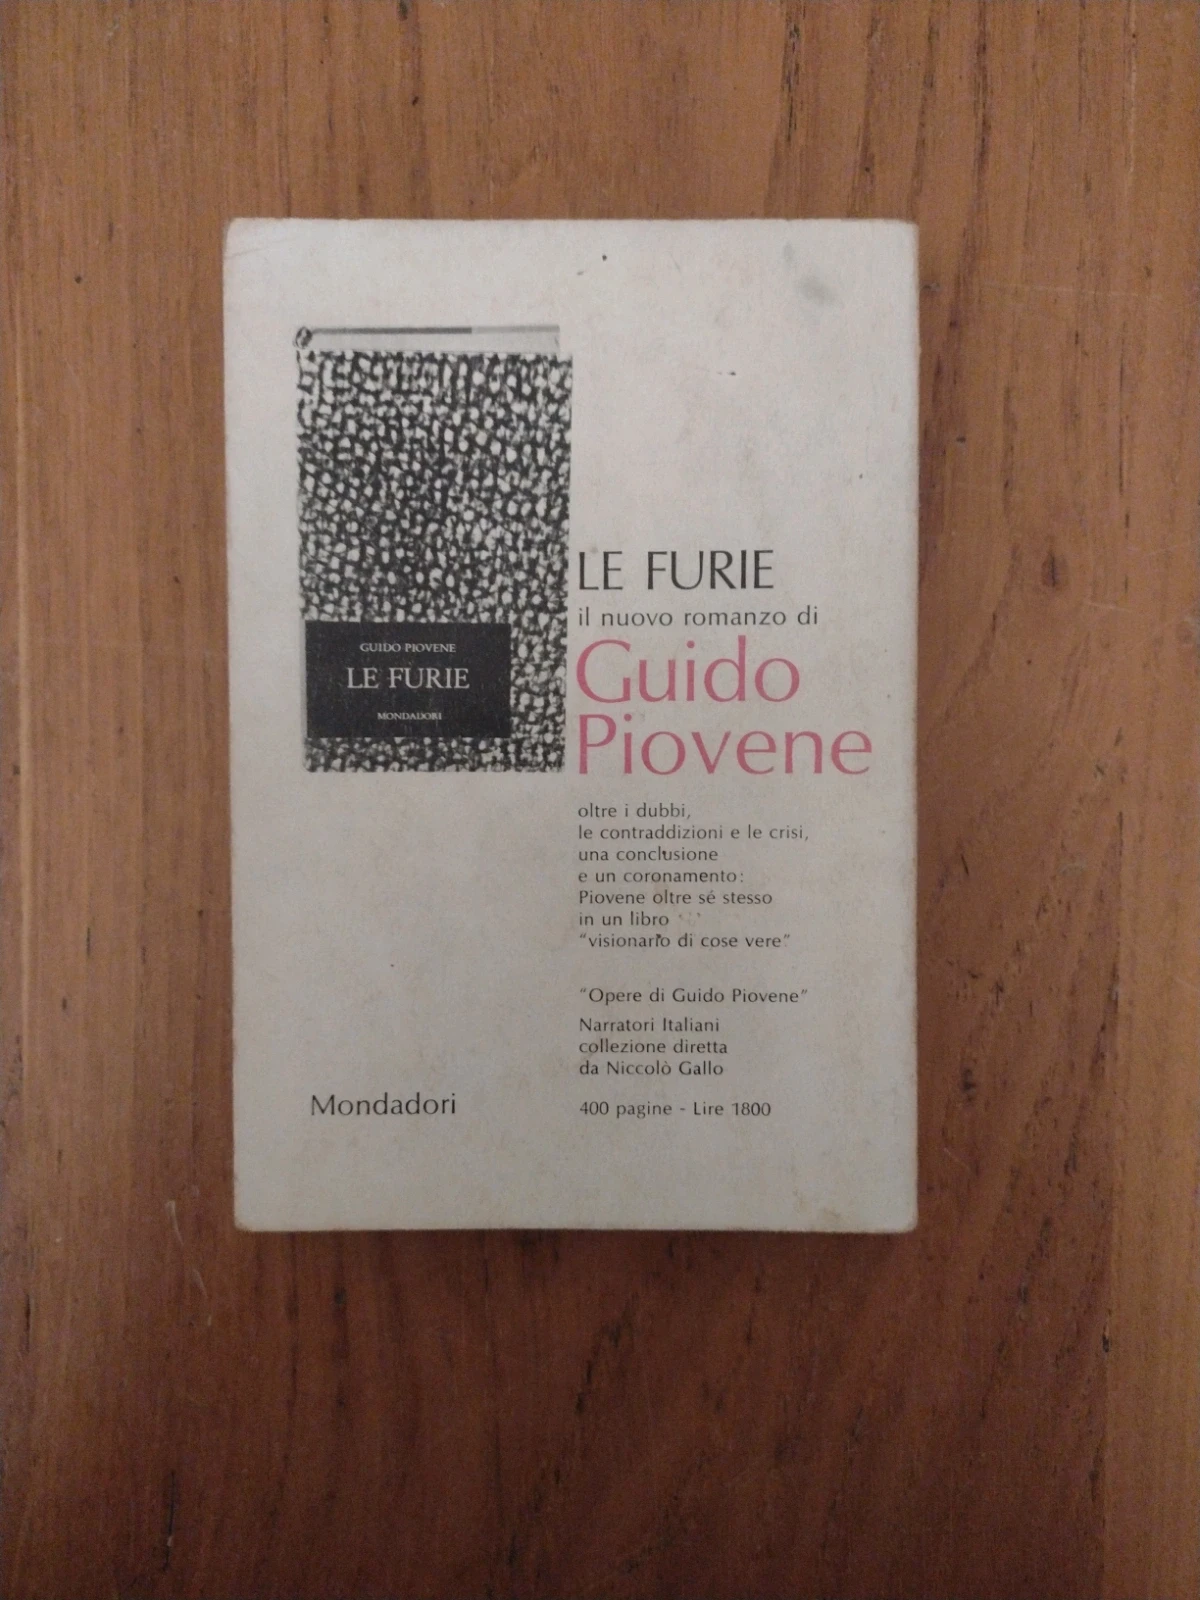 GUIDO PIOVENE
LE FURIE
MONDADORI
LE FURIE
il nuovo romanzo di
Guido
Piovene
oltre i dubbi,
le contraddizioni e le crisi,
una conclusione
e un coronamento:
Piovene oltre sé stesso
in un libro
"visionario di cose vere"
"Opere di Guido Piovene"
Narratori Italiani
collezione diretta
da Niccolò Gallo
Mondadori
400 pagine - Lire 1800